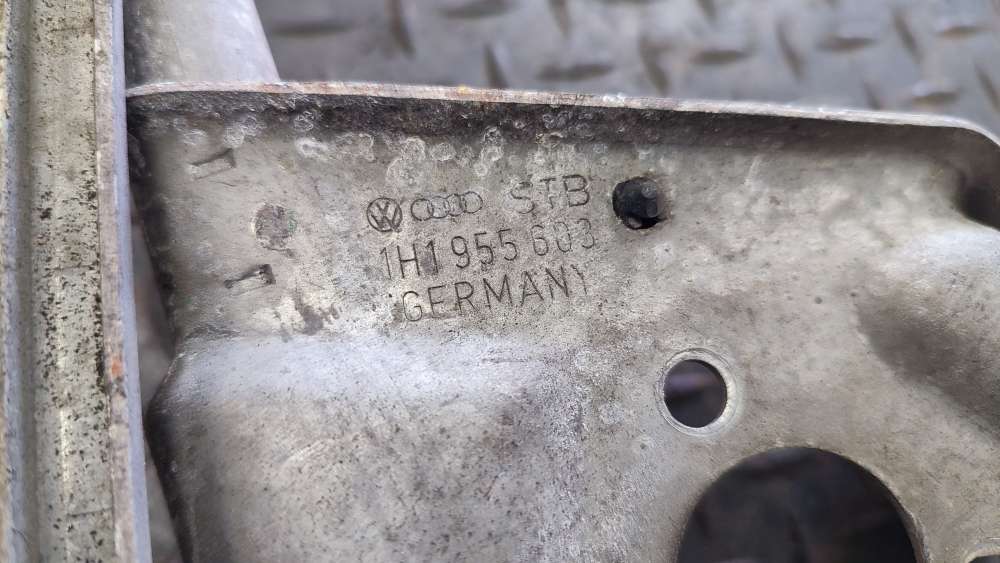 STB
1H1 955 603
GERMANY